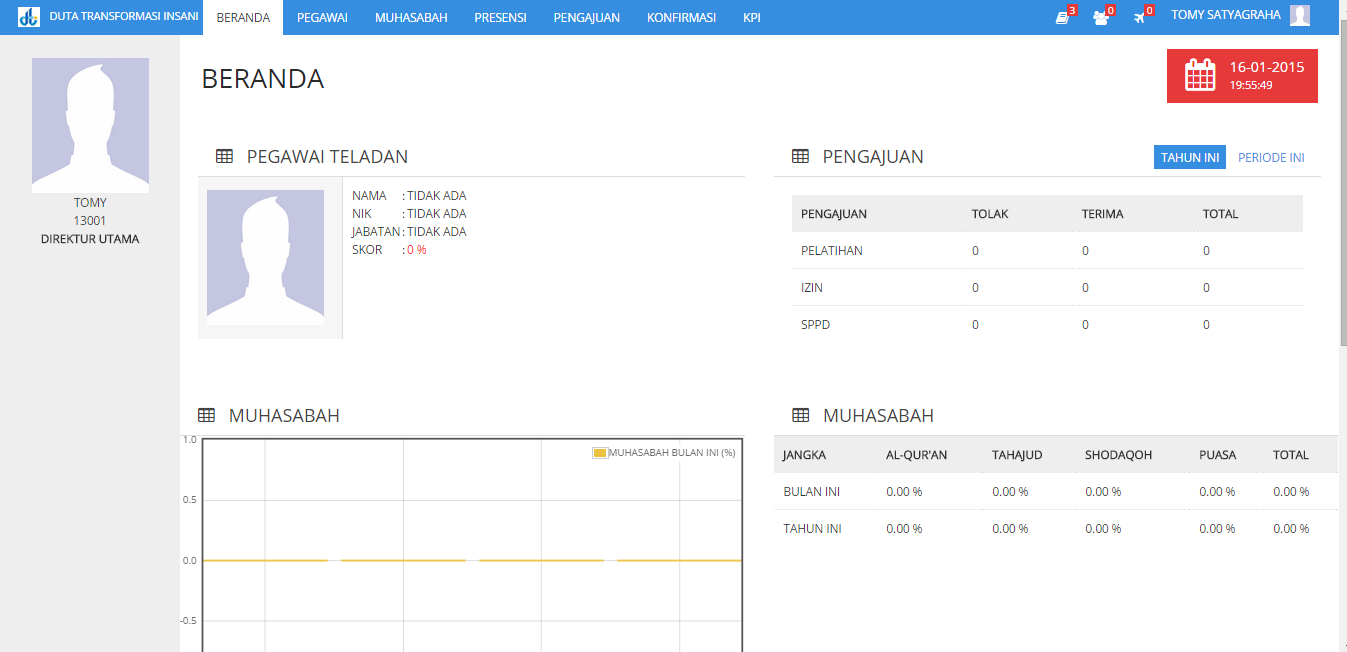 DUTA TRANSFORMASI INSANI BERANDA PEGAWAI MUHASABAH PRESENSI PENGAJUAN KONFIRMASI KPI 3 0 0 TOMY SATYAGRAHA
TOMY
13001
DIREKTUR UTAMA
BERANDA
16-01-2015
19:55:49
PEGAWAI TELADAN
NAMA : TIDAK ADA
NIK : TIDAK ADA
JABATAN : TIDAK ADA
SKOR : 0 %
PENGAJUAN TAHUN INI PERIODE INI
PENGAJUAN TOLAK TERIMA TOTAL
PELATIHAN 0 0 0
IZIN 0 0 0
SPPD 0 0 0
MUHASABAH
MUHASABAH BULAN INI (%)
1.0
0.5
0.0
-0.5
MUHASABAH
JANGKA AL-QUR'AN TAHAJUD SHODAQOH PUASA TOTAL
BULAN INI 0.00 % 0.00 % 0.00 % 0.00 % 0.00 %
TAHUN INI 0.00 % 0.00 % 0.00 % 0.00 % 0.00 %